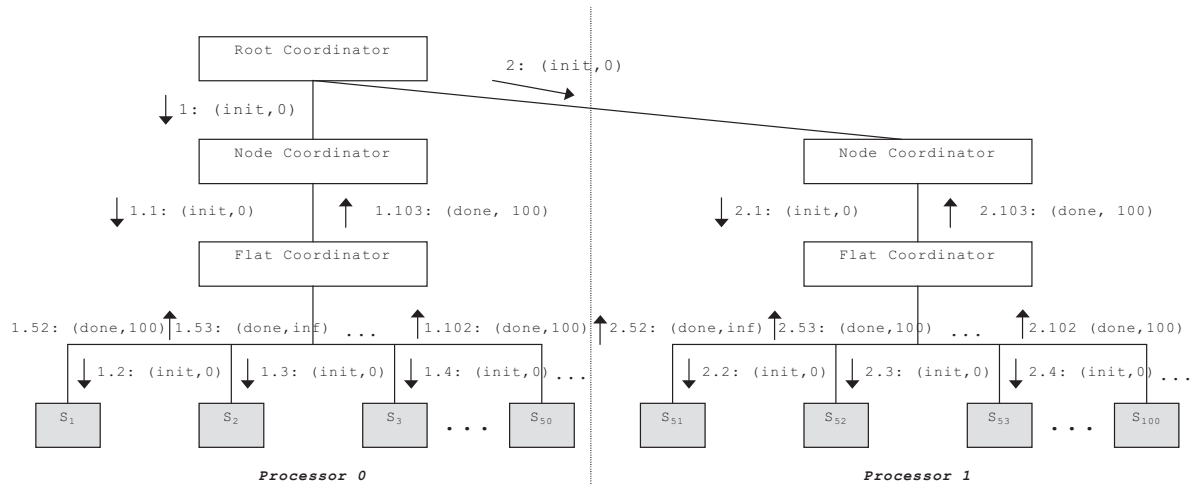 Root Coordinator
2: (init,0)
1: (init,0)
Node Coordinator
Node Coordinator
1.1: (init,0)
1.103: (done, 100)
2.1: (init,0)
2.103: (done, 100)
Flat Coordinator
Flat Coordinator
1.52: (done,100)
1.53: (done,inf)
...
1.102: (done,100)
2.52: (done,inf)
2.53: (done,100)
...
2.102 (done,100)
1.2: (init,0)
1.3: (init,0)
1.4: (init,0)
...
2.2: (init,0)
2.3: (init,0)
2.4: (init,0)
...
S1
S2
S3
...
S50
S51
S52
S53
...
S100
Processor 0
Processor 1